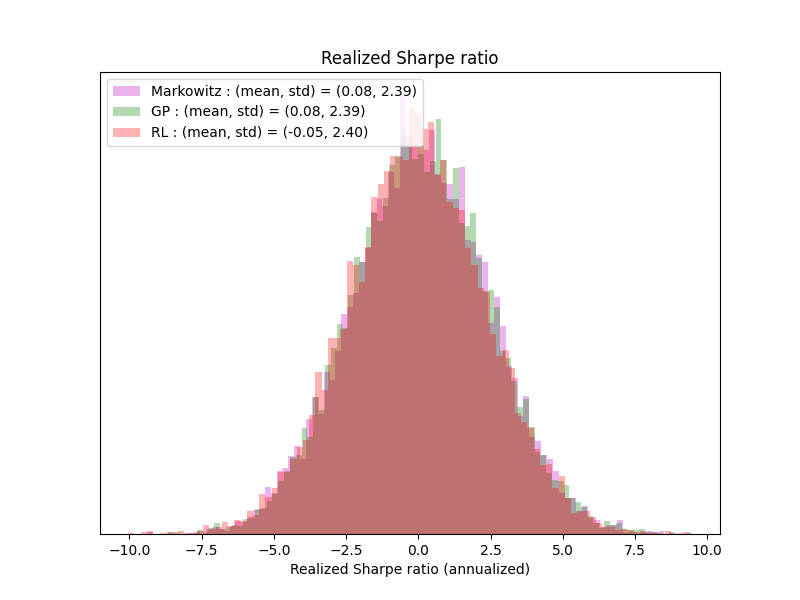 Realized Sharpe ratio
Markowitz : (mean, std) = (0.08, 2.39)
GP : (mean, std) = (0.08, 2.39)
RL : (mean, std) = (-0.05, 2.40)
−10.0 −7.5 −5.0 −2.5 0.0 2.5 5.0 7.5 10.0
Realized Sharpe ratio (annualized)